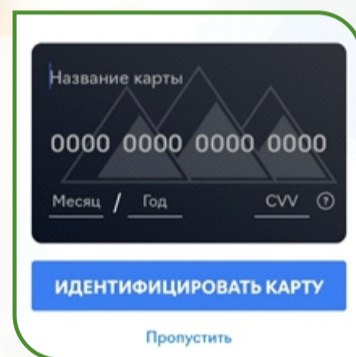 Название карты
0000 0000 0000 0000
Месяц / Год CVV ?
ИДЕНТИФИЦИРОВАТЬ КАРТУ
Пропустить